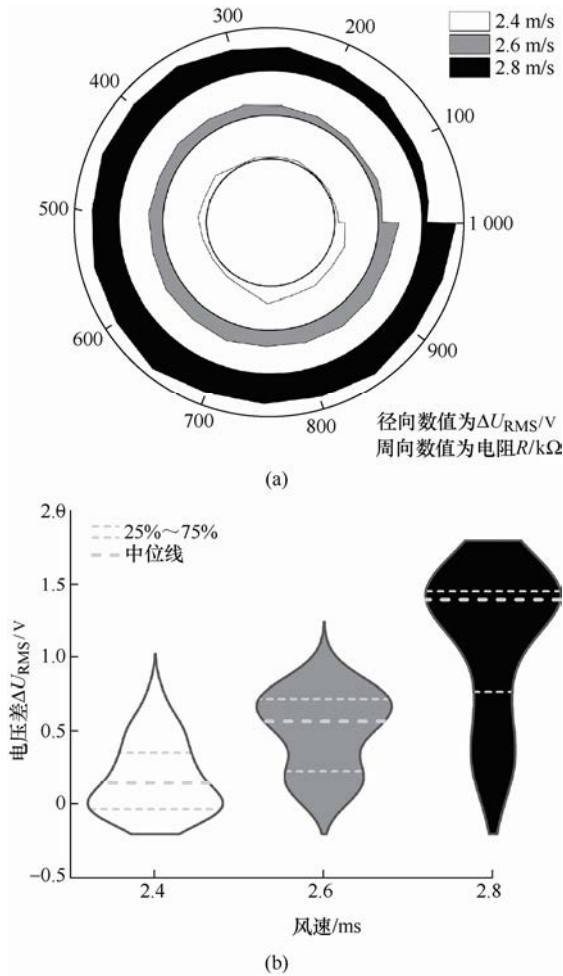 300
200
100
1 000
900
800
700
600
500
400
2.4 m/s
2.6 m/s
2.8 m/s
径向数值为ΔU_RMS/V
周向数值为电阻R/kΩ
(a)
2.0
1.5
1.0
0.5
0
−0.5
电压差ΔU_RMS/V
25%～75%
中位线
2.4
2.6
2.8
风速/ms
(b)